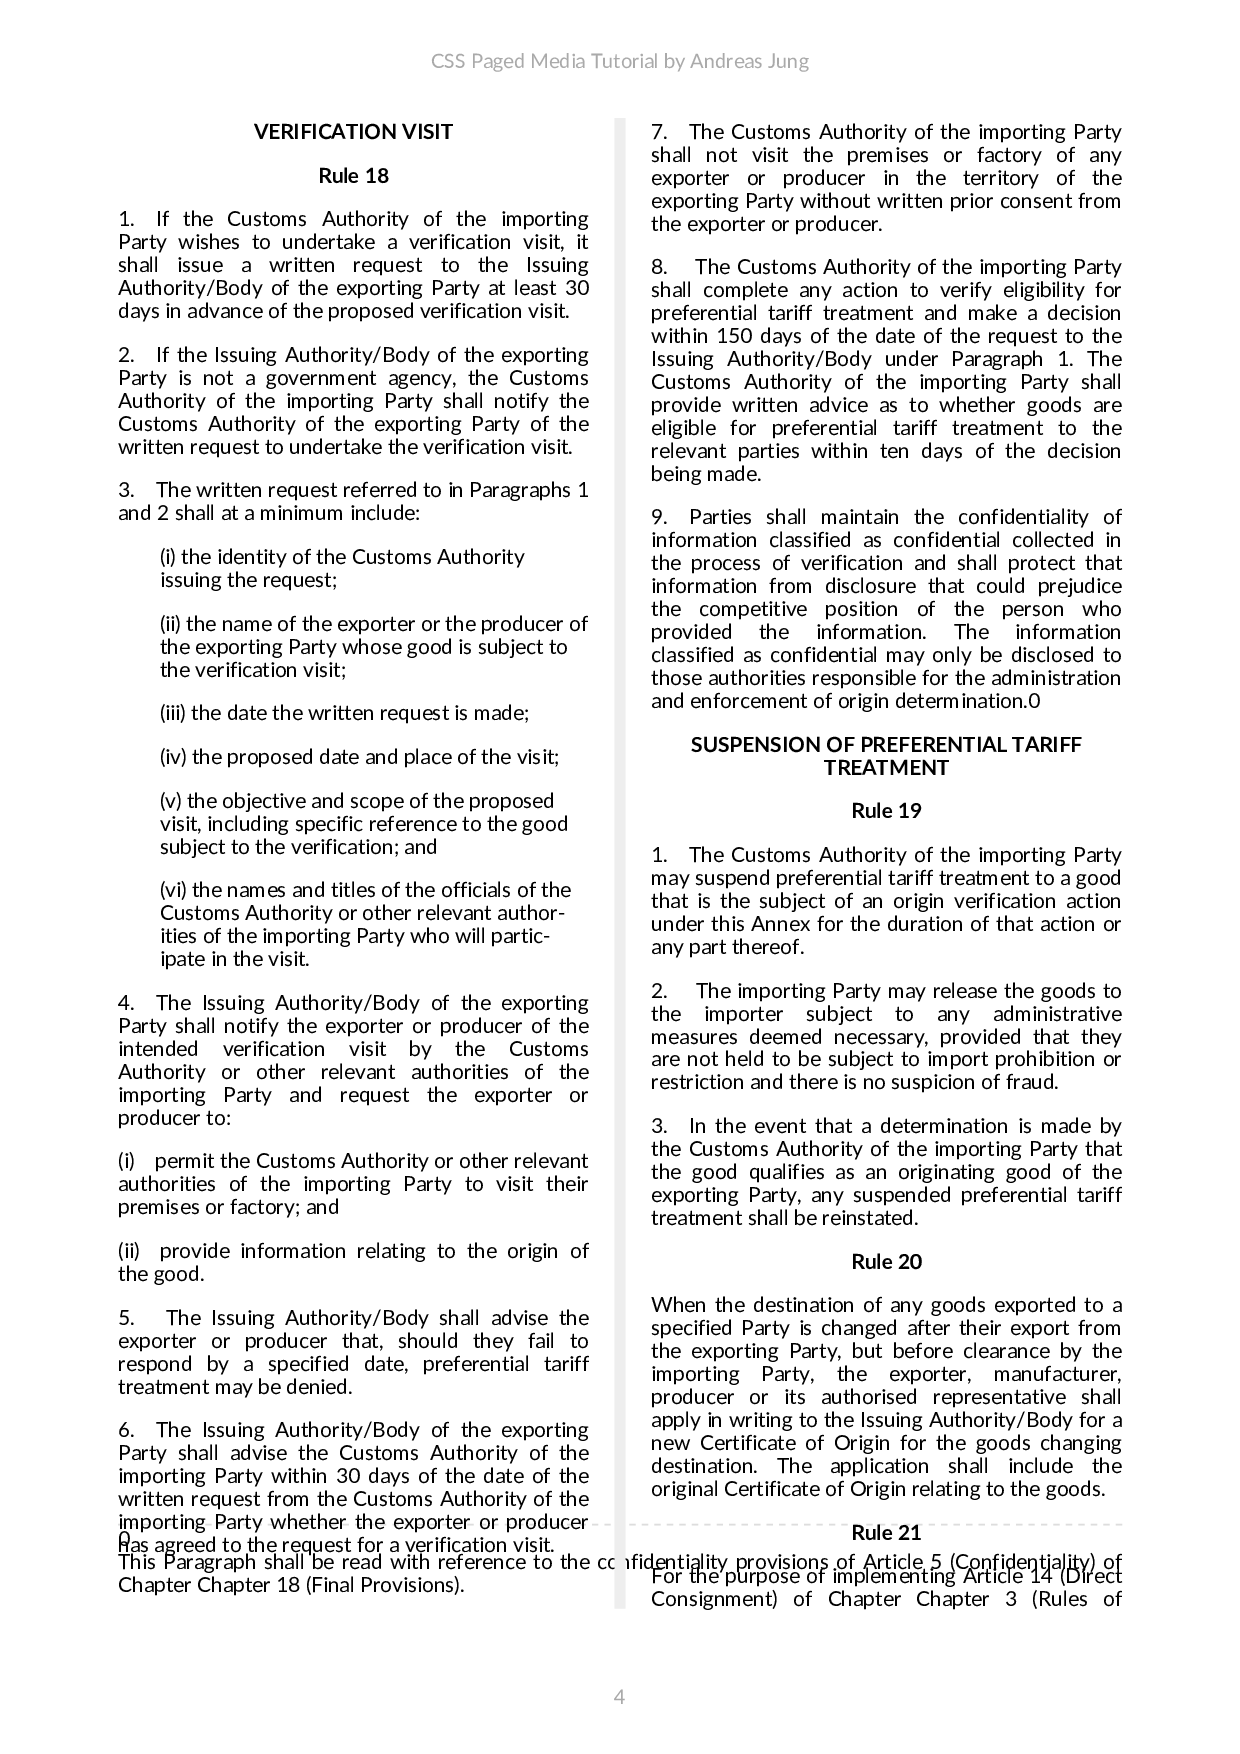 CSS Paged Media Tutorial by Andreas Jung
VERIFICATION VISIT
Rule 18
1. If the Customs Authority of the importing
Party wishes to undertake a verification visit, it
shall issue a written request to the Issuing
Authority/Body of the exporting Party at least 30
days in advance of the proposed verification visit.
2. If the Issuing Authority/Body of the exporting
Party is not a government agency, the Customs
Authority of the importing Party shall notify the
Customs Authority of the exporting Party of the
written request to undertake the verification visit.
3. The written request referred to in Paragraphs 1
and 2 shall at a minimum include:
(i) the identity of the Customs Authority
issuing the request;
(ii) the name of the exporter or the producer of
the exporting Party whose good is subject to
the verification visit;
(iii) the date the written request is made;
(iv) the proposed date and place of the visit;
(v) the objective and scope of the proposed
visit, including specific reference to the good
subject to the verification; and
(vi) the names and titles of the officials of the
Customs Authority or other relevant author-
ities of the importing Party who will partic-
ipate in the visit.
4. The Issuing Authority/Body of the exporting
Party shall notify the exporter or producer of the
intended verification visit by the Customs
Authority or other relevant authorities of the
importing Party and request the exporter or
producer to:
(i) permit the Customs Authority or other relevant
authorities of the importing Party to visit their
premises or factory; and
(ii) provide information relating to the origin of
the good.
5. The Issuing Authority/Body shall advise the
exporter or producer that, should they fail to
respond by a specified date, preferential tariff
treatment may be denied.
6. The Issuing Authority/Body of the exporting
Party shall advise the Customs Authority of the
importing Party within 30 days of the date of the
written request from the Customs Authority of the
importing Party whether the exporter or producer
has agreed to the request for a verification visit.
7. The Customs Authority of the importing Party
shall not visit the premises or factory of any
exporter or producer in the territory of the
exporting Party without written prior consent from
the exporter or producer.
8. The Customs Authority of the importing Party
shall complete any action to verify eligibility for
preferential tariff treatment and make a decision
within 150 days of the date of the request to the
Issuing Authority/Body under Paragraph 1. The
Customs Authority of the importing Party shall
provide written advice as to whether goods are
eligible for preferential tariff treatment to the
relevant parties within ten days of the decision
being made.
9. Parties shall maintain the confidentiality of
information classified as confidential collected in
the process of verification and shall protect that
information from disclosure that could prejudice
the competitive position of the person who
provided the information. The information
classified as confidential may only be disclosed to
those authorities responsible for the administration
and enforcement of origin determination.0
SUSPENSION OF PREFERENTIAL TARIFF
TREATMENT
Rule 19
1. The Customs Authority of the importing Party
may suspend preferential tariff treatment to a good
that is the subject of an origin verification action
under this Annex for the duration of that action or
any part thereof.
2. The importing Party may release the goods to
the importer subject to any administrative
measures deemed necessary, provided that they
are not held to be subject to import prohibition or
restriction and there is no suspicion of fraud.
3. In the event that a determination is made by
the Customs Authority of the importing Party that
the good qualifies as an originating good of the
exporting Party, any suspended preferential tariff
treatment shall be reinstated.
Rule 20
When the destination of any goods exported to a
specified Party is changed after their export from
the exporting Party, but before clearance by the
importing Party, the exporter, manufacturer,
producer or its authorised representative shall
apply in writing to the Issuing Authority/Body for a
new Certificate of Origin for the goods changing
destination. The application shall include the
original Certificate of Origin relating to the goods.
Rule 21
For the purpose of implementing Article 14 (Direct
Consignment) of Chapter Chapter 3 (Rules of
0
This Paragraph shall be read with reference to the confidentiality provisions of Article 5 (Confidentiality) of
Chapter Chapter 18 (Final Provisions).
4